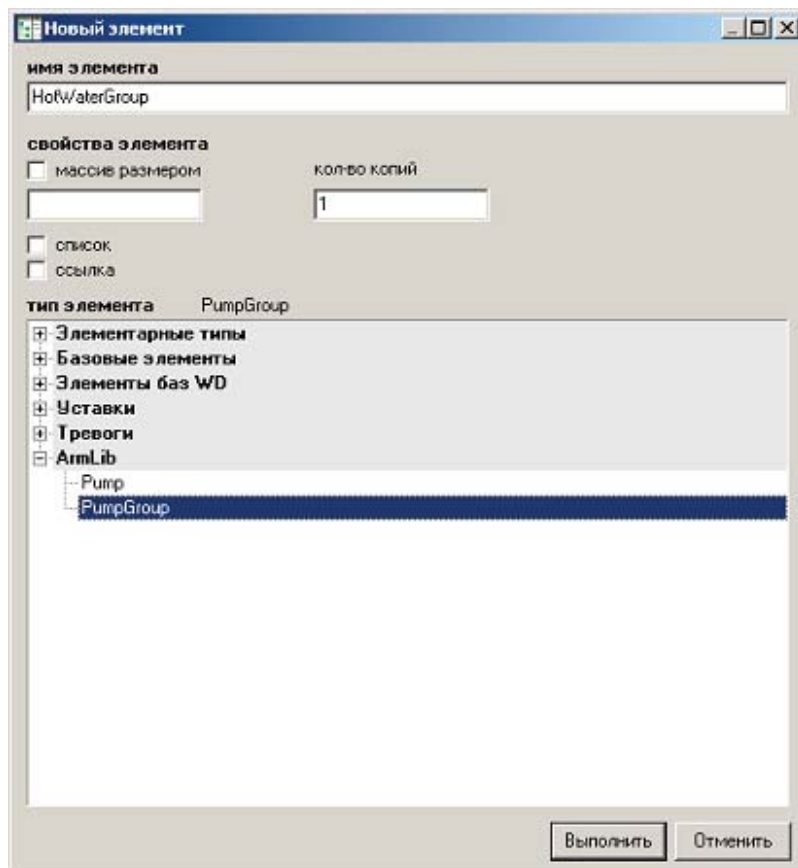 Новый элемент
имя элемента
HotWaterGroup
свойства элемента
массив размером
кол-во копий
1
список
ссылка
тип элемента PumpGroup
Элементарные типы
Базовые элементы
Элементы баз WD
Уставки
Тревоги
ArmLib
Pump
PumpGroup
Выполнить Отменить